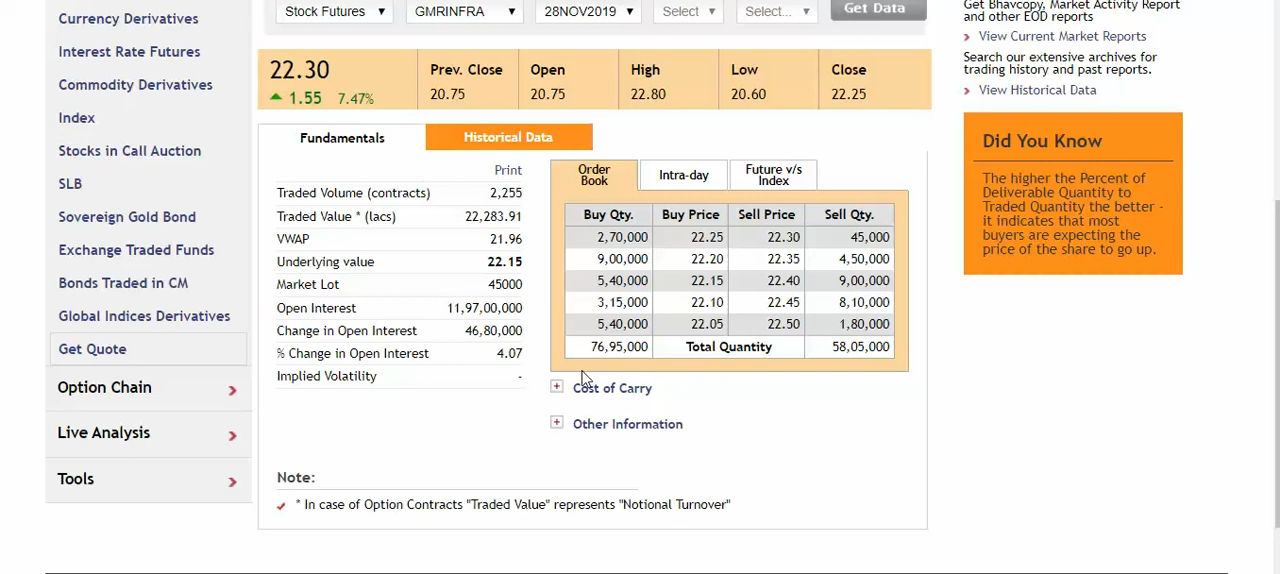 Currency Derivatives
Interest Rate Futures
Commodity Derivatives
Index
Stocks in Call Auction
SLB
Sovereign Gold Bond
Exchange Traded Funds
Bonds Traded in CM
Global Indices Derivatives
Get Quote
Option Chain
Live Analysis
Tools
Stock Futures GMRINFRA 28NOV2019 Select Select... Get Data
22.30 Prev. Close Open High Low Close
1.55 7.47% 20.75 20.75 22.80 20.60 22.25
Fundamentals Historical Data
Print
Traded Volume (contracts) 2,255
Traded Value * (lacs) 22,283.91
VWAP 21.96
Underlying value 22.15
Market Lot 45000
Open Interest 11,97,00,000
Change in Open Interest 46,80,000
% Change in Open Interest 4.07
Implied Volatility -
Order Book Intra-day Future v/s Index
Buy Qty. Buy Price Sell Price Sell Qty.
2,70,000 22.25 22.30 45,000
9,00,000 22.20 22.35 4,50,000
5,40,000 22.15 22.40 9,00,000
3,15,000 22.10 22.45 8,10,000
5,40,000 22.05 22.50 1,80,000
76,95,000 Total Quantity 58,05,000
+ Cost of Carry
+ Other Information
Note:
* In case of Option Contracts "Traded Value" represents "Notional Turnover"
Get Bhavcopy, Market Activity Report
and other EOD reports
View Current Market Reports
Search our extensive archives for
trading history and past reports.
View Historical Data
Did You Know
The higher the Percent of
Deliverable Quantity to
Traded Quantity the better -
it indicates that most
buyers are expecting the
price of the share to go up.